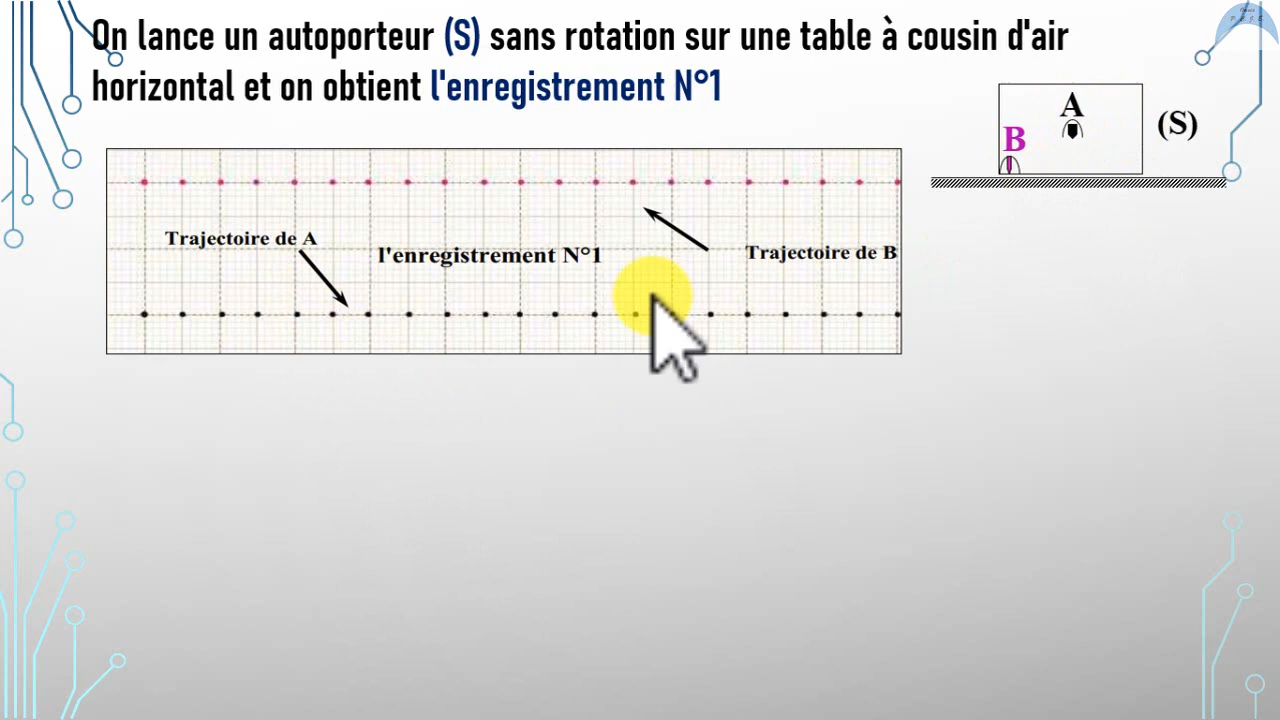 On lance un autoporteur (S) sans rotation sur une table à cousin d'air
horizontal et on obtient l'enregistrement N°1
A
B
(S)
Trajectoire de A
l'enregistrement N°1
Trajectoire de B